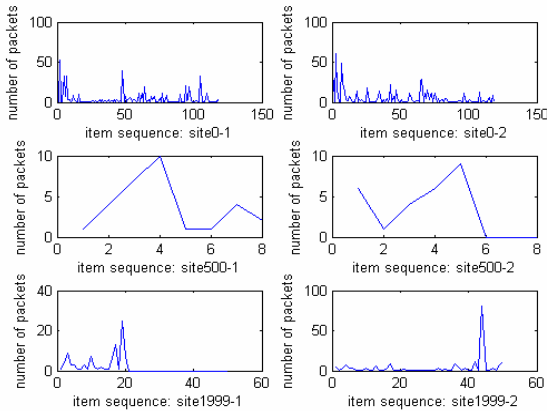 100
50
0
0 50 100 150
number of packets
item sequence: site0-1
100
50
0
0 50 100 150
number of packets
item sequence: site0-2
10
5
0
0 2 4 6 8
number of packets
item sequence: site500-1
10
5
0
0 2 4 6 8
number of packets
item sequence: site500-2
40
20
0
0 20 40 60
number of packets
item sequence: site1999-1
100
50
0
0 20 40 60
number of packets
item sequence: site1999-2